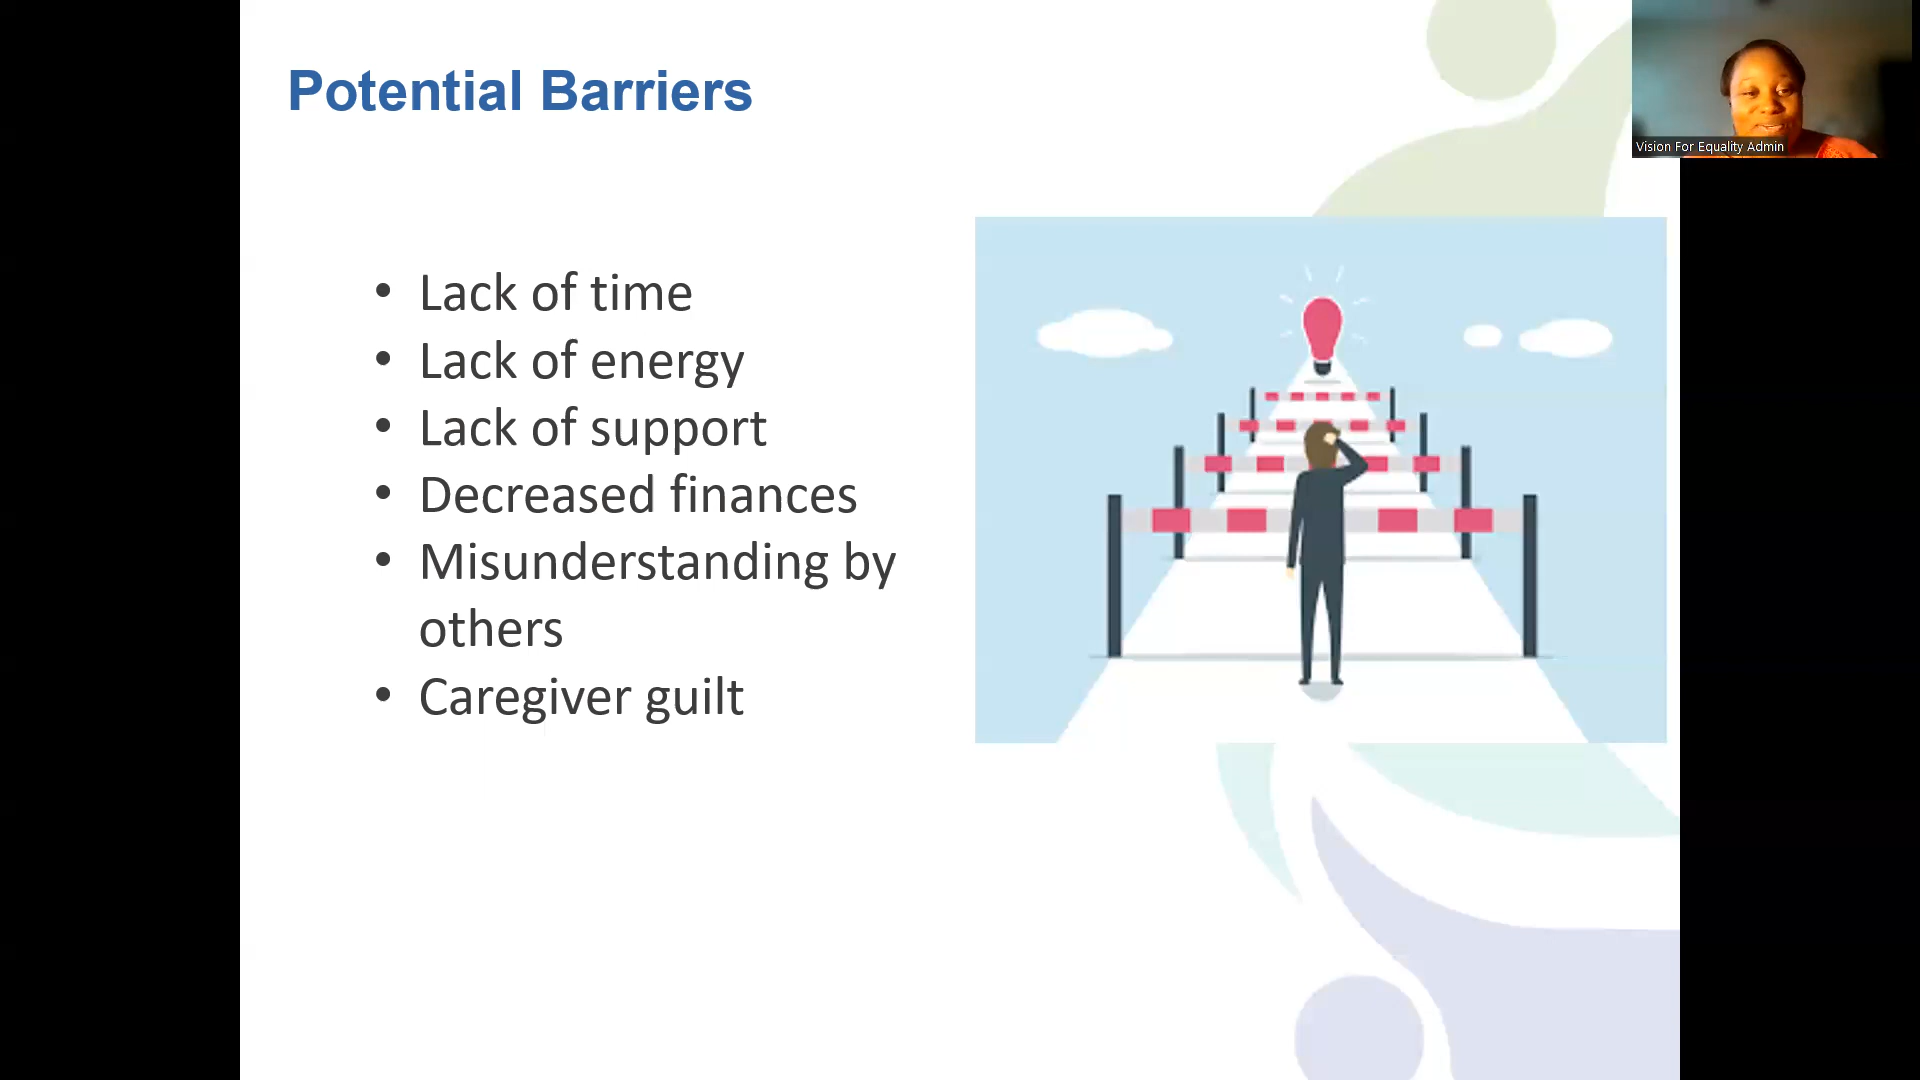 Potential Barriers
Vision For Equality Admin
• Lack of time
• Lack of energy
• Lack of support
• Decreased finances
• Misunderstanding by
others
• Caregiver guilt